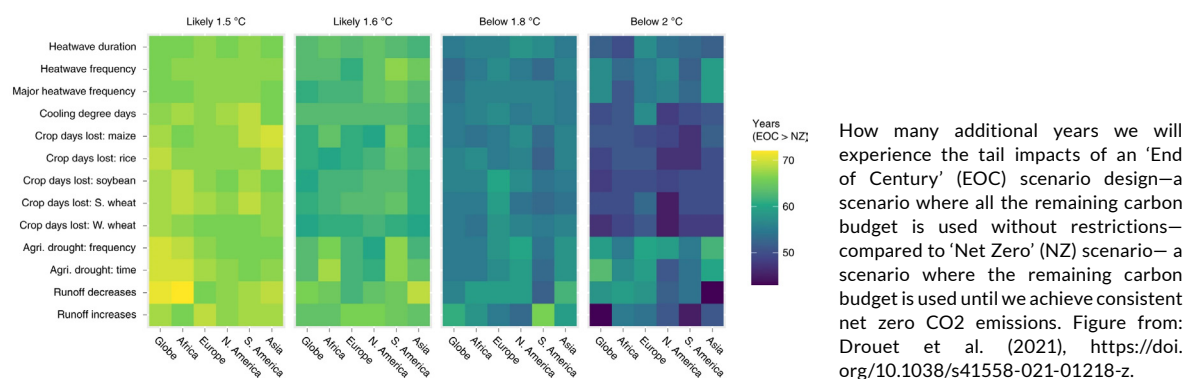 Likely 1.5 °C
Likely 1.6 °C
Below 1.8 °C
Below 2 °C
Heatwave duration
Heatwave frequency
Major heatwave frequency
Cooling degree days
Crop days lost: maize
Crop days lost: rice
Crop days lost: soybean
Crop days lost: S. wheat
Crop days lost: W. wheat
Agri. drought: frequency
Agri. drought: time
Runoff decreases
Runoff increases
Globe
Africa
Europe
N. America
S. America
Asia
Globe
Africa
Europe
N. America
S. America
Asia
Globe
Africa
Europe
N. America
S. America
Asia
Globe
Africa
Europe
N. America
S. America
Asia
Years
(EOC > NZ)
70
60
50
How many additional years we will
experience the tail impacts of an ‘End
of Century’ (EOC) scenario design—a
scenario where all the remaining carbon
budget is used without restrictions—
compared to ‘Net Zero’ (NZ) scenario— a
scenario where the remaining carbon
budget is used until we achieve consistent
net zero CO2 emissions. Figure from:
Drouet et al. (2021), https://doi.
org/10.1038/s41558-021-01218-z.